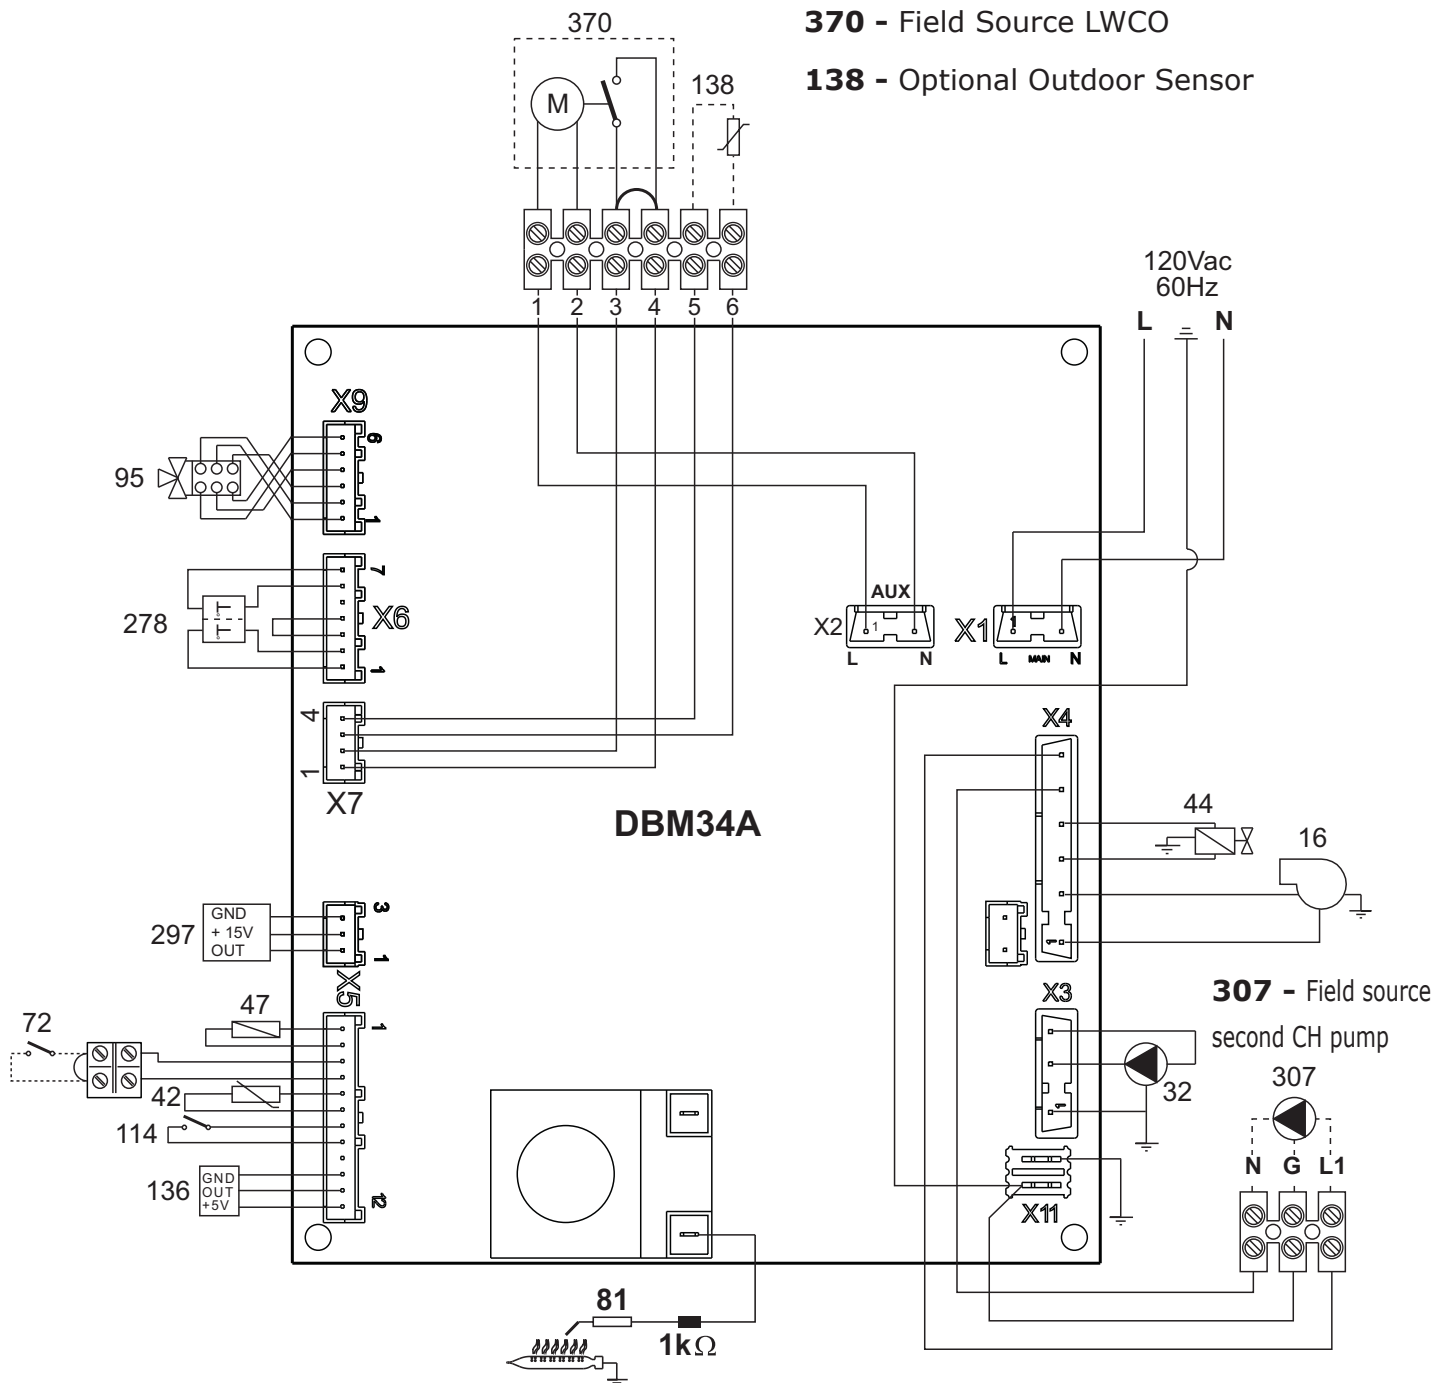 370
370 - Field Source LWCO
138 - Optional Outdoor Sensor
138
M
1 2 3 4 5 6
120Vac
60Hz
L N
X9
6
1
95
7
X6
1
278
AUX
X2 1
L N
X1 1
L MAIN N
4
1
X7
DBM34A
X4
44
16
1
297
GND
+ 15V
OUT
3
1
X5
47
72
1
42
114
136
GND
OUT
+5V
12
X3
1
32
307 - Field source
second CH pump
307
N G L1
X11
81
1kΩ